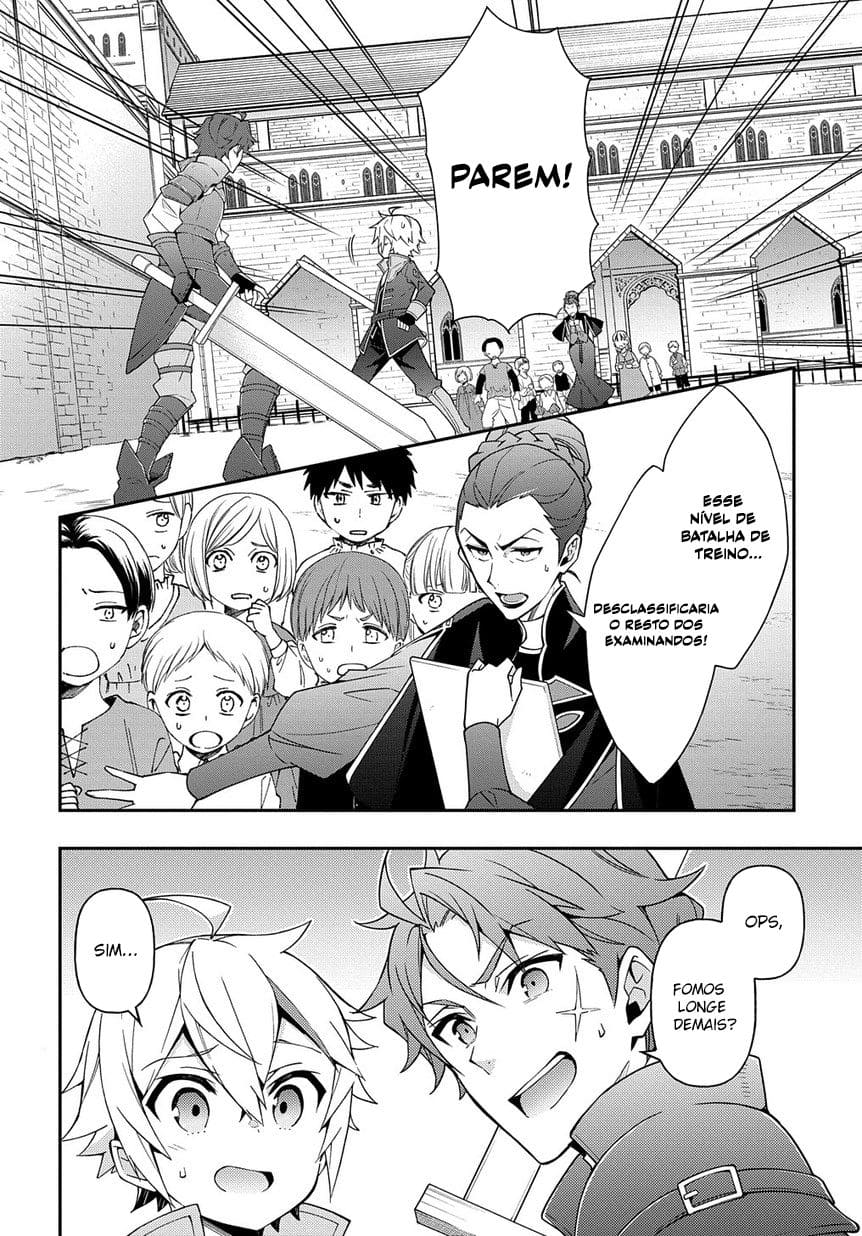 PAREM!
ESSE
NÍVEL DE
BATALHA DE
TREINO...
DESCLASSIFICARIA
O RESTO DOS
EXAMINANDOS!
OPS,
FOMOS
LONGE
DEMAIS?
SIM...